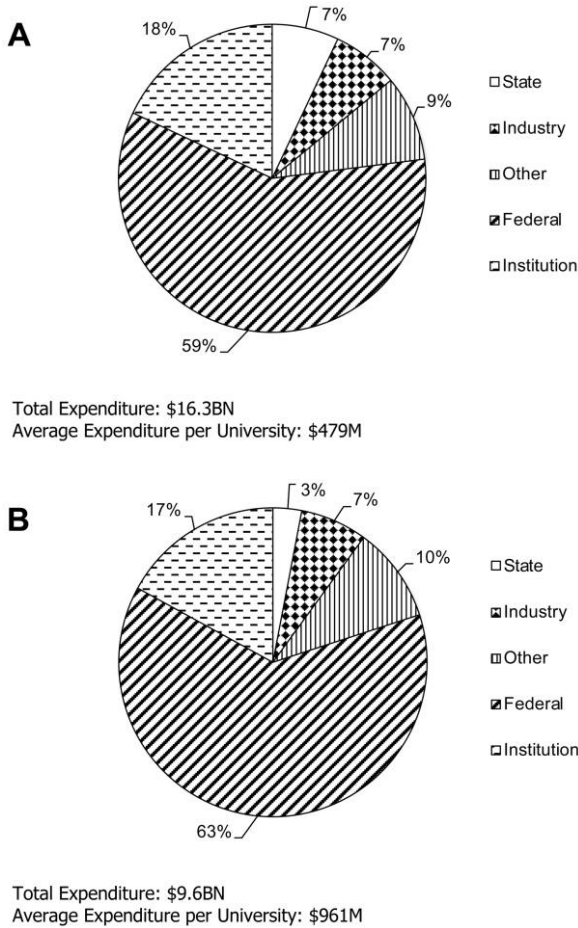 A
18%
7%
7%
9%
59%
State
Industry
Other
Federal
Institution
Total Expenditure: $16.3BN
Average Expenditure per University: $479M
B
17%
3%
7%
10%
63%
State
Industry
Other
Federal
Institution
Total Expenditure: $9.6BN
Average Expenditure per University: $961M